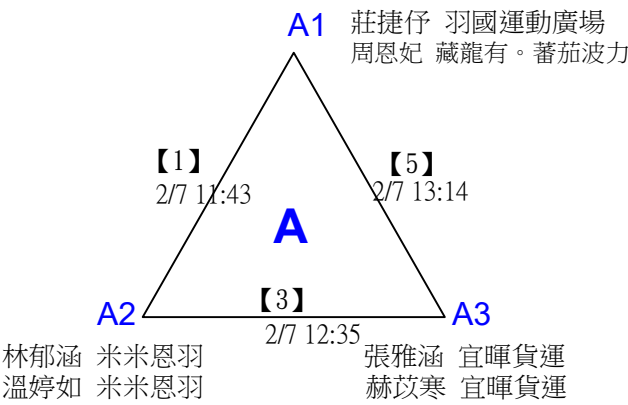 A1 莊捷仔 羽國運動廣場
周恩妃 藏龍有。蕃茄波力
【1】
2/7 11:43
【5】
2/7 13:14
A
【3】
2/7 12:35
A2
A3
林郁涵 米米恩羽
溫婷如 米米恩羽
張雅涵 宜暉貨運
赫苡寒 宜暉貨運